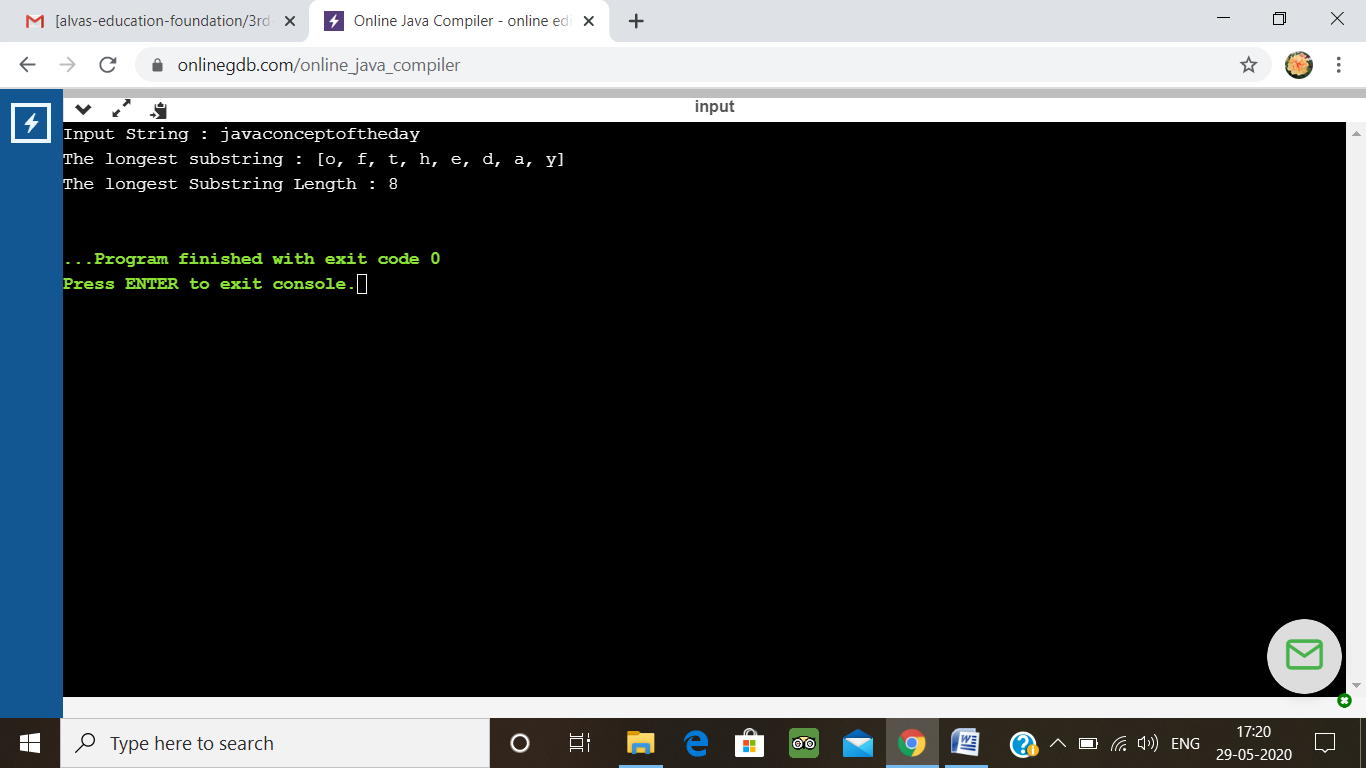 [alvas-education-foundation/3rd-
Online Java Compiler - online edi
onlinegdb.com/online_java_compiler
input
Input String : javaconceptoftheday
The longest substring : [o, f, t, h, e, d, a, y]
The longest Substring Length : 8
...Program finished with exit code 0
Press ENTER to exit console.
Type here to search
W
ENG
17:20
29-05-2020